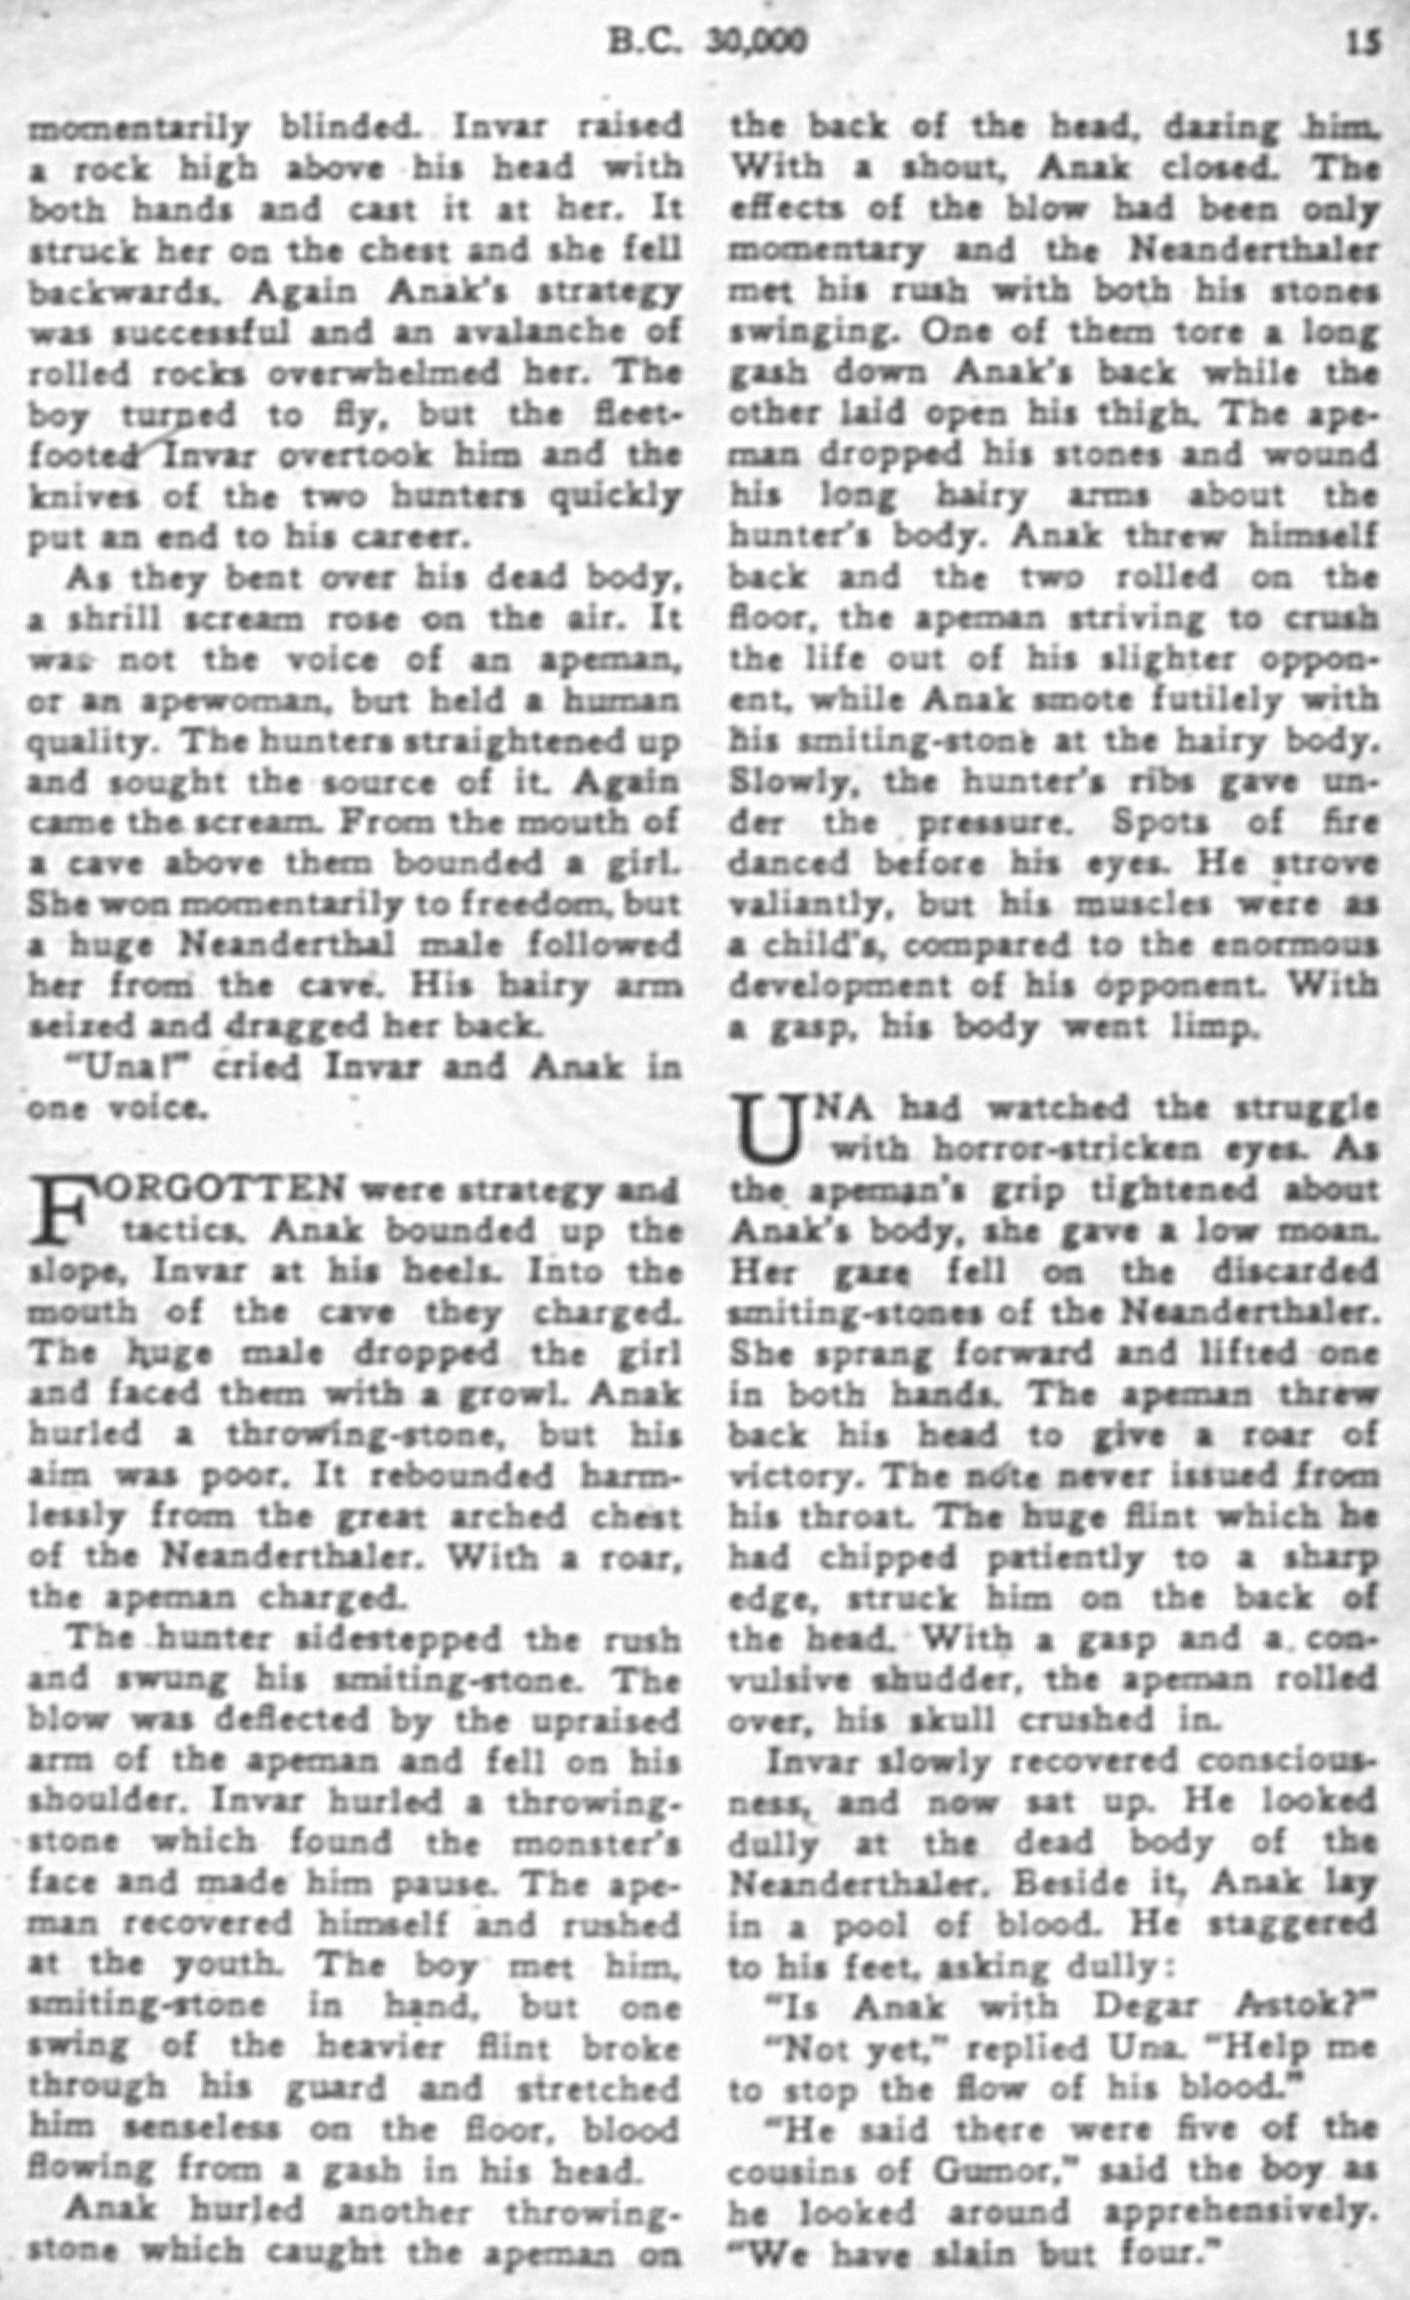 B.C. 30,000 15
momentarily blinded. Invar raised
a rock high above his head with
both hands and cast it at her. It
struck her on the chest and she fell
backwards. Again Anak's strategy
was successful and an avalanche of
rolled rocks overwhelmed her. The
boy turned to fly, but the fleet-
footed Invar overtook him and the
knives of the two hunters quickly
put an end to his career.
As they bent over his dead body,
a shrill scream rose on the air. It
was not the voice of an apeman,
or an apewoman, but held a human
quality. The hunters straightened up
and sought the source of it. Again
came the scream. From the mouth of
a cave above them bounded a girl.
She won momentarily to freedom, but
a huge Neanderthal male followed
her from the cave. His hairy arm
seized and dragged her back.
"Una!" cried Invar and Anak in
one voice.
FORGOTTEN were strategy and
tactics. Anak bounded up the
slope, Invar at his heels. Into the
mouth of the cave they charged.
The huge male dropped the girl
and faced them with a growl. Anak
hurled a throwing-stone, but his
aim was poor. It rebounded harm-
lessly from the great arched chest
of the Neanderthaler. With a roar,
the apeman charged.
The hunter sidestepped the rush
and swung his smiting-stone. The
blow was deflected by the upraised
arm of the apeman and fell on his
shoulder. Invar hurled a throwing-
stone which found the monster's
face and made him pause. The ape-
man recovered himself and rushed
at the youth. The boy met him,
smiting-stone in hand, but one
swing of the heavier flint broke
through his guard and stretched
him senseless on the floor, blood
flowing from a gash in his head.
Anak hurled another throwing-
stone which caught the apeman on
the back of the head, dazing him.
With a shout, Anak closed. The
effects of the blow had been only
momentary and the Neanderthaler
met his rush with both his stones
swinging. One of them tore a long
gash down Anak's back while the
other laid open his thigh. The ape-
man dropped his stones and wound
his long hairy arms about the
hunter's body. Anak threw himself
back and the two rolled on the
floor, the apeman striving to crush
the life out of his slighter oppon-
ent, while Anak smote futilely with
his smiting-stone at the hairy body.
Slowly, the hunter's ribs gave un-
der the pressure. Spots of fire
danced before his eyes. He strove
valiantly, but his muscles were as
a child's, compared to the enormous
development of his opponent. With
a gasp, his body went limp.
UNA had watched the struggle
with horror-stricken eyes. As
the apeman's grip tightened about
Anak's body, she gave a low moan.
Her gaze fell on the discarded
smiting-stones of the Neanderthaler.
She sprang forward and lifted one
in both hands. The apeman threw
back his head to give a roar of
victory. The note never issued from
his throat. The huge flint which he
had chipped patiently to a sharp
edge, struck him on the back of
the head. With a gasp and a con-
vulsive shudder, the apeman rolled
over, his skull crushed in.
Invar slowly recovered conscious-
ness, and now sat up. He looked
dully at the dead body of the
Neanderthaler. Beside it, Anak lay
in a pool of blood. He staggered
to his feet, asking dully:
"Is Anak with Degar Astok?"
"Not yet," replied Una. "Help me
to stop the flow of his blood."
"He said there were five of the
cousins of Gumor," said the boy as
he looked around apprehensively.
"We have slain but four."